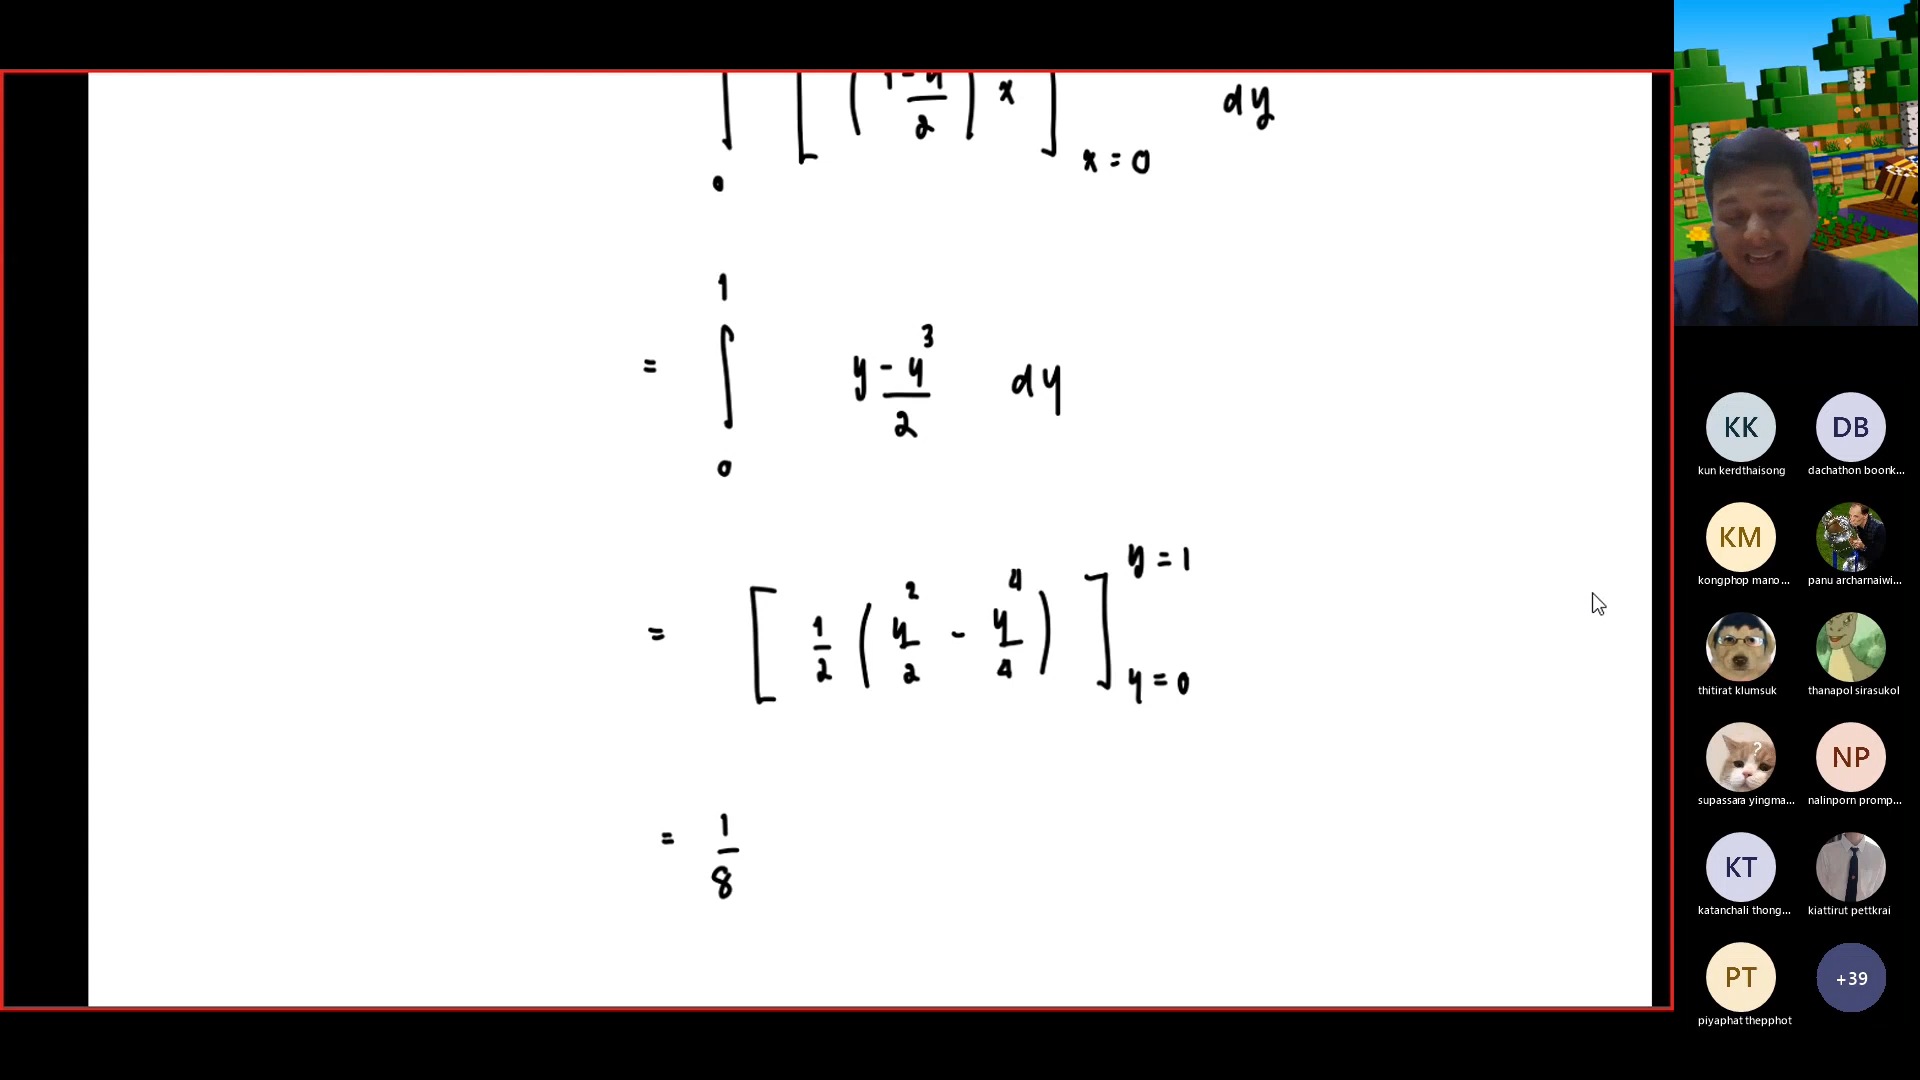 ∫ [ ( 1-y/2 ) x ] dy
0 x = 0
= ∫₀¹ y - y³/2 dy
= [ 1/2 ( y²/2 - y⁴/4 ) ] y = 1
y = 0
= 1/8
KK DB
kun kerdthaisong dachathon boonk...
KM
kongphop mano... panu archarnaiwi...
thitirat klumsuk thanapol sirasukol
? NP
supassara yingma... nalinporn promp...
KT
katanchali thong... kiattirut pettkrai
PT +39
piyaphat thepphot